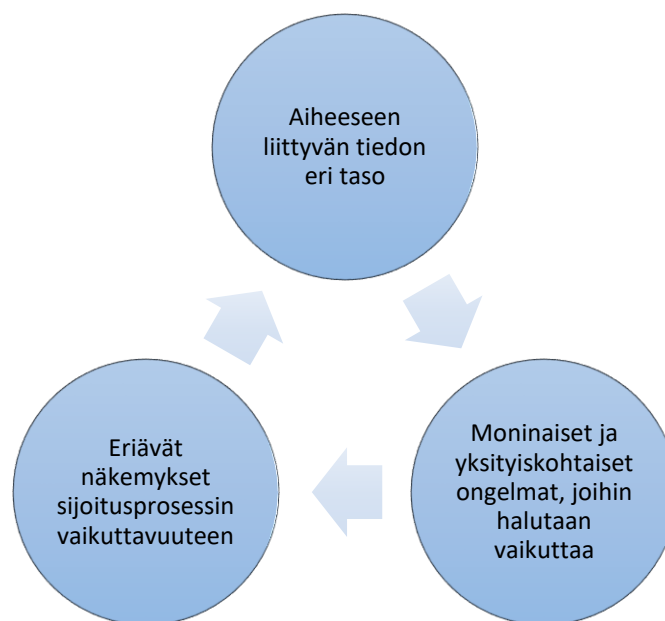 Aiheeseen
liittyvän tiedon
eri taso
Moninaiset ja
yksityiskohtaiset
ongelmat, joihin
halutaan
vaikuttaa
Eriävät
näkemykset
sijoitusprosessin
vaikuttavuuteen